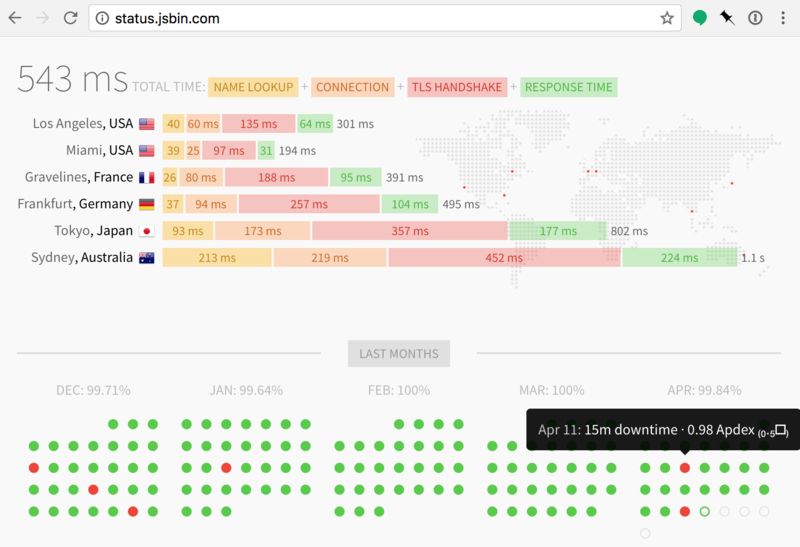 status.jsbin.com
543 ms TOTAL TIME: NAME LOOKUP + CONNECTION + TLS HANDSHAKE + RESPONSE TIME
Los Angeles, USA 40 60 ms 135 ms 64 ms 301 ms
Miami, USA 39 25 97 ms 31 194 ms
Gravelines, France 26 80 ms 188 ms 95 ms 391 ms
Frankfurt, Germany 37 94 ms 257 ms 104 ms 495 ms
Tokyo, Japan 93 ms 173 ms 357 ms 177 ms 802 ms
Sydney, Australia 213 ms 219 ms 452 ms 224 ms 1.1 s
LAST MONTHS
DEC: 99.71% JAN: 99.64% FEB: 100% MAR: 100% APR: 99.84%
Apr 11: 15m downtime · 0.98 Apdex (0.5)